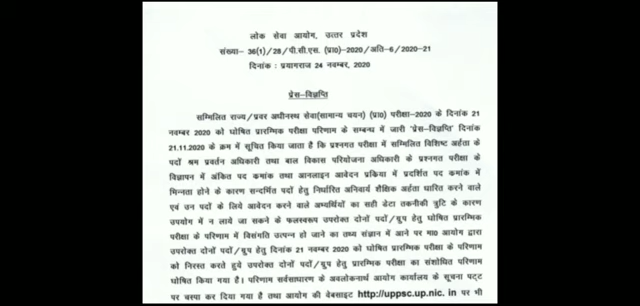 लोक सेवा आयोग, उत्तर प्रदेश
संख्या- 36(1)/28/पी.सी.एस. (प्रा0)-2020/अति-6/2020-21
दिनांक : प्रयागराज 24 नवम्बर, 2020
प्रेस-विज्ञप्ति
सम्मिलित राज्य/प्रवर अधीनस्थ सेवा(सामान्य चयन) (प्रा0) परीक्षा-2020 के दिनांक 21
नवम्बर 2020 को घोषित प्रारम्भिक परीक्षा परिणाम के सम्बन्ध में जारी 'प्रेस-विज्ञप्ति' दिनांक
21.11.2020 के क्रम में सूचित किया जाता है कि प्रश्नगत परीक्षा में सम्मिलित विशिष्ट अर्हता के
पदों श्रम प्रवर्तन अधिकारी तथा बाल विकास परियोजना अधिकारी के प्रश्नगत परीक्षा के
विज्ञापन में अंकित पद कमांक तथा आनलाइन आवेदन प्रक्रिया में प्रदर्शित पद कमांक में
भिन्नता होने के कारण सन्दर्भित पदों हेतु निर्धारित अनिवार्य शैक्षिक अर्हता धारित करने वाले
एवं उन पदों के लिये आवेदन करने वाले अभ्यर्थियों का सही डेटा तकनीकी त्रुटि के कारण
उपयोग में न लाये जा सकने के फलस्वरूप उपरोक्त दोनों पदों/ग्रुप हेतु घोषित प्रारम्भिक
परीक्षा के परिणाम में विसंगति उत्पन्न हो जाने का तथ्य संज्ञान में आने पर मा0 आयोग द्वारा
उपरोक्त दोनों पदों/ग्रुप हेतु दिनांक 21 नवम्बर 2020 को घोषित प्रारम्भिक परीक्षा के परिणाम
को निरस्त करते हुये उपरोक्त दोनों पदों/ग्रुप हेतु प्रारम्भिक परीक्षा का संशोधित परिणाम
घोषित किया गया है। परिणाम सर्वसाधारण के अवलोकनार्थ आयोग कार्यालय के सूचना पट्ट
पर चस्पा कर दिया गया है तथा आयोग की वेबसाइट http://uppsc.up.nic. in पर भी